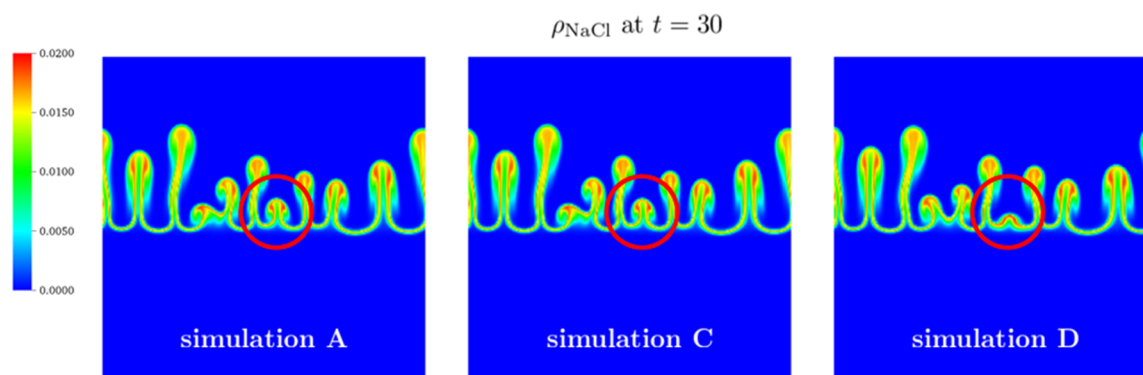 ρNaCl at t = 30
0.0200
0.0150
0.0100
0.0050
0.0000
simulation A
simulation C
simulation D